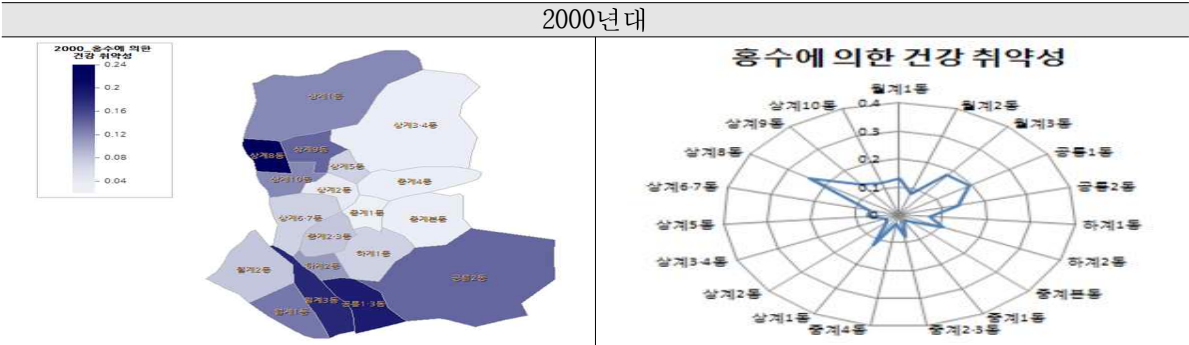 2000년대
2000_홍수에 의한
건강 취약성
0.24
0.2
0.16
0.12
0.08
0.04
상계1동
상계3·4동
상계8동
상계9동
상계5동
상계10동
상계2동
중계4동
상계6·7동
중계1동
중계본동
중계2·3동
하계1동
월계2동
하계2동
공릉2동
월계3동
공릉1·3동
월계1동
홍수에 의한 건강 취약성
월계1동
월계2동
월계3동
공릉1동
공릉2동
하계1동
하계2동
중계본동
중계1동
중계2·3동
중계4동
상계1동
상계2동
상계3·4동
상계5동
상계6·7동
상계8동
상계9동
상계10동
0.4
0.3
0.2
0.1
0